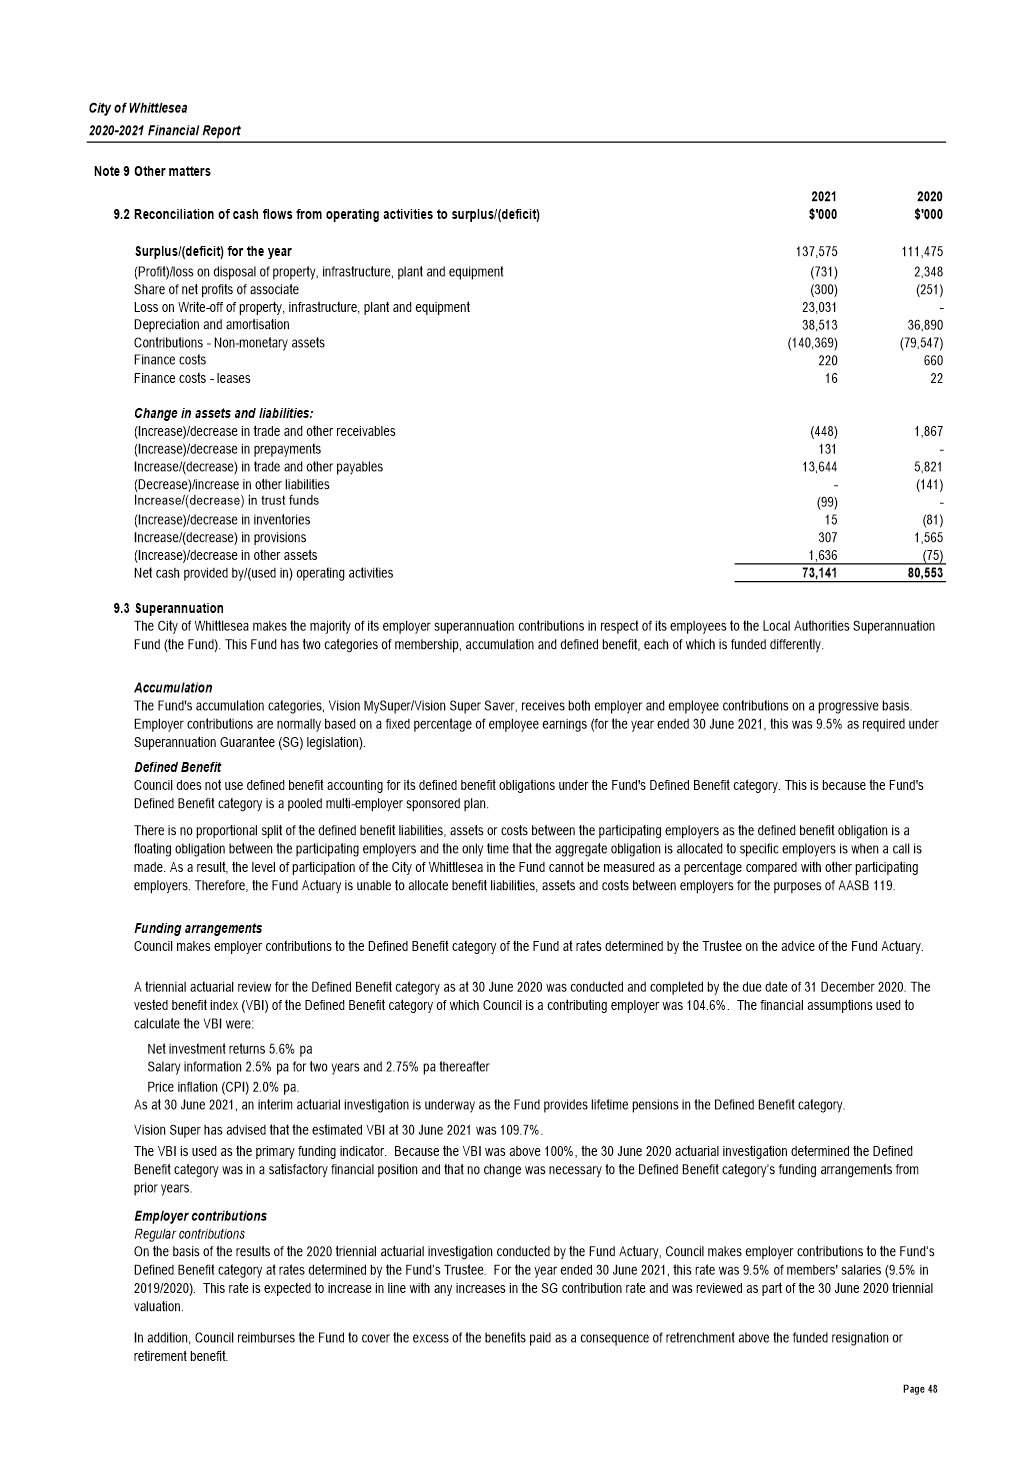 City of Whittlesea
2020-2021 Financial Report
Note 9 Other matters
2021 2020
9.2 Reconciliation of cash flows from operating activities to surplus/(deficit) $'000 $'000
Surplus/(deficit) for the year 137,575 111,475
(Profit)/loss on disposal of property, infrastructure, plant and equipment (731) 2,348
Share of net profits of associate (300) (251)
Loss on Write-off of property, infrastructure, plant and equipment 23,031 -
Depreciation and amortisation 38,513 36,890
Contributions - Non-monetary assets (140,369) (79,547)
Finance costs 220 660
Finance costs - leases 16 22
Change in assets and liabilities:
(Increase)/decrease in trade and other receivables (448) 1,867
(Increase)/decrease in prepayments 131 -
Increase/(decrease) in trade and other payables 13,644 5,821
(Decrease)/increase in other liabilities - (141)
Increase/(decrease) in trust funds (99) -
(Increase)/decrease in inventories 15 (81)
Increase/(decrease) in provisions 307 1,565
(Increase)/decrease in other assets 1,636 (75)
Net cash provided by/(used in) operating activities 73,141 80,553
9.3 Superannuation
The City of Whittlesea makes the majority of its employer superannuation contributions in respect of its employees to the Local Authorities Superannuation
Fund (the Fund). This Fund has two categories of membership, accumulation and defined benefit, each of which is funded differently.
Accumulation
The Fund's accumulation categories, Vision MySuper/Vision Super Saver, receives both employer and employee contributions on a progressive basis.
Employer contributions are normally based on a fixed percentage of employee earnings (for the year ended 30 June 2021, this was 9.5% as required under
Superannuation Guarantee (SG) legislation).
Defined Benefit
Council does not use defined benefit accounting for its defined benefit obligations under the Fund's Defined Benefit category. This is because the Fund's
Defined Benefit category is a pooled multi-employer sponsored plan.
There is no proportional split of the defined benefit liabilities, assets or costs between the participating employers as the defined benefit obligation is a
floating obligation between the participating employers and the only time that the aggregate obligation is allocated to specific employers is when a call is
made. As a result, the level of participation of the City of Whittlesea in the Fund cannot be measured as a percentage compared with other participating
employers. Therefore, the Fund Actuary is unable to allocate benefit liabilities, assets and costs between employers for the purposes of AASB 119.
Funding arrangements
Council makes employer contributions to the Defined Benefit category of the Fund at rates determined by the Trustee on the advice of the Fund Actuary.
A triennial actuarial review for the Defined Benefit category as at 30 June 2020 was conducted and completed by the due date of 31 December 2020. The
vested benefit index (VBI) of the Defined Benefit category of which Council is a contributing employer was 104.6%. The financial assumptions used to
calculate the VBI were:
Net investment returns 5.6% pa
Salary information 2.5% pa for two years and 2.75% pa thereafter
Price inflation (CPI) 2.0% pa.
As at 30 June 2021, an interim actuarial investigation is underway as the Fund provides lifetime pensions in the Defined Benefit category.
Vision Super has advised that the estimated VBI at 30 June 2021 was 109.7%.
The VBI is used as the primary funding indicator. Because the VBI was above 100%, the 30 June 2020 actuarial investigation determined the Defined
Benefit category was in a satisfactory financial position and that no change was necessary to the Defined Benefit category's funding arrangements from
prior years.
Employer contributions
Regular contributions
On the basis of the results of the 2020 triennial actuarial investigation conducted by the Fund Actuary, Council makes employer contributions to the Fund's
Defined Benefit category at rates determined by the Fund's Trustee. For the year ended 30 June 2021, this rate was 9.5% of members' salaries (9.5% in
2019/2020). This rate is expected to increase in line with any increases in the SG contribution rate and was reviewed as part of the 30 June 2020 triennial
valuation.
In addition, Council reimburses the Fund to cover the excess of the benefits paid as a consequence of retrenchment above the funded resignation or
retirement benefit.
Page 48